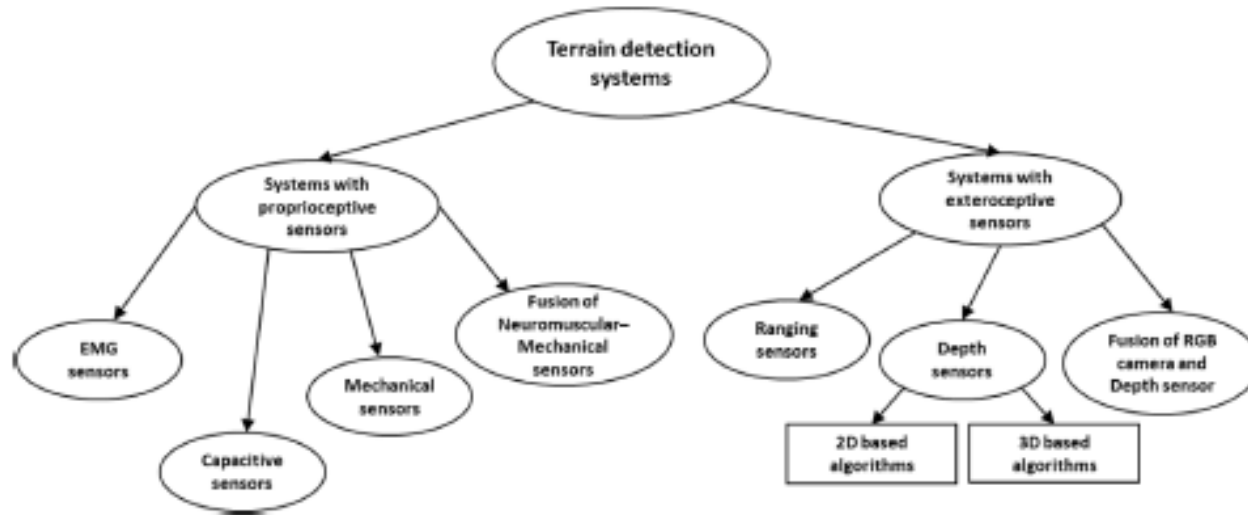 Terrain detection
systems
Systems with
proprioceptive
sensors
Systems with
exteroceptive
sensors
EMG
sensors
Capacitive
sensors
Mechanical
sensors
Fusion of
Neuromuscular–
Mechanical
sensors
Ranging
sensors
Depth
sensors
Fusion of RGB
camera and
Depth sensor
2D based
algorithms
3D based
algorithms